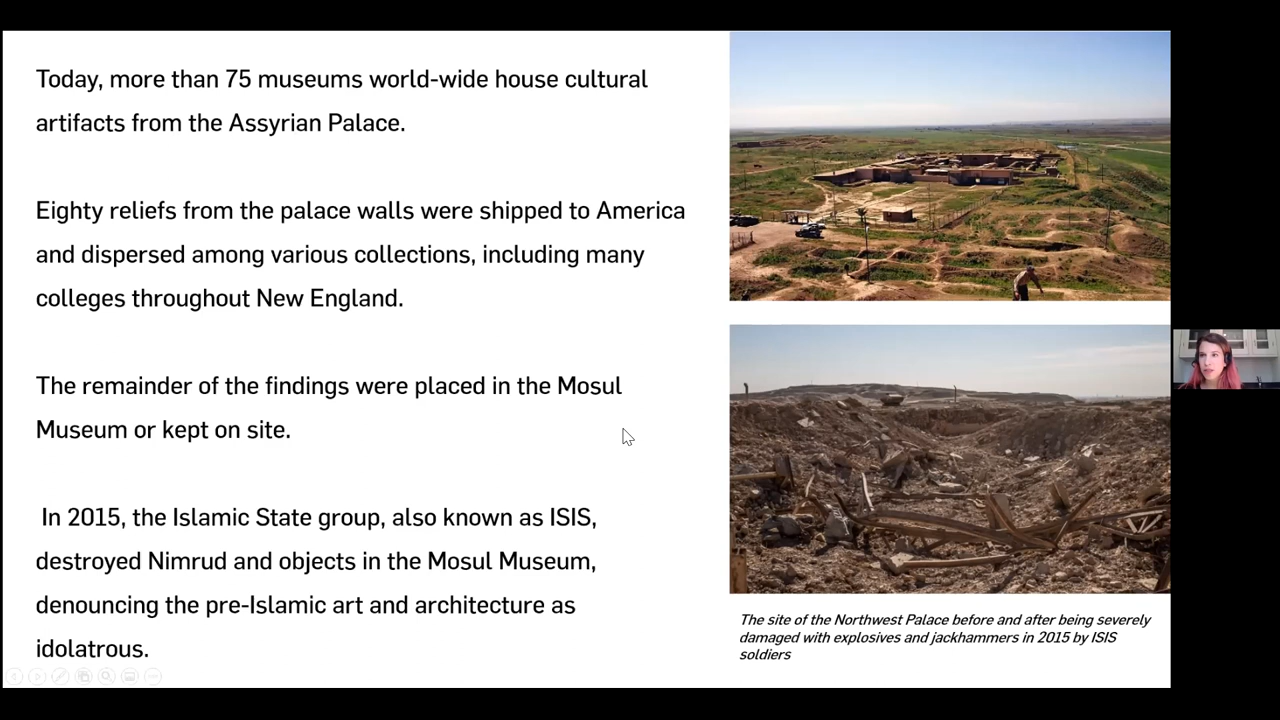 Today, more than 75 museums world-wide house cultural
artifacts from the Assyrian Palace.
Eighty reliefs from the palace walls were shipped to America
and dispersed among various collections, including many
colleges throughout New England.
The remainder of the findings were placed in the Mosul
Museum or kept on site.
In 2015, the Islamic State group, also known as ISIS,
destroyed Nimrud and objects in the Mosul Museum,
denouncing the pre-Islamic art and architecture as
idolatrous.
The site of the Northwest Palace before and after being severely
damaged with explosives and jackhammers in 2015 by ISIS
soldiers